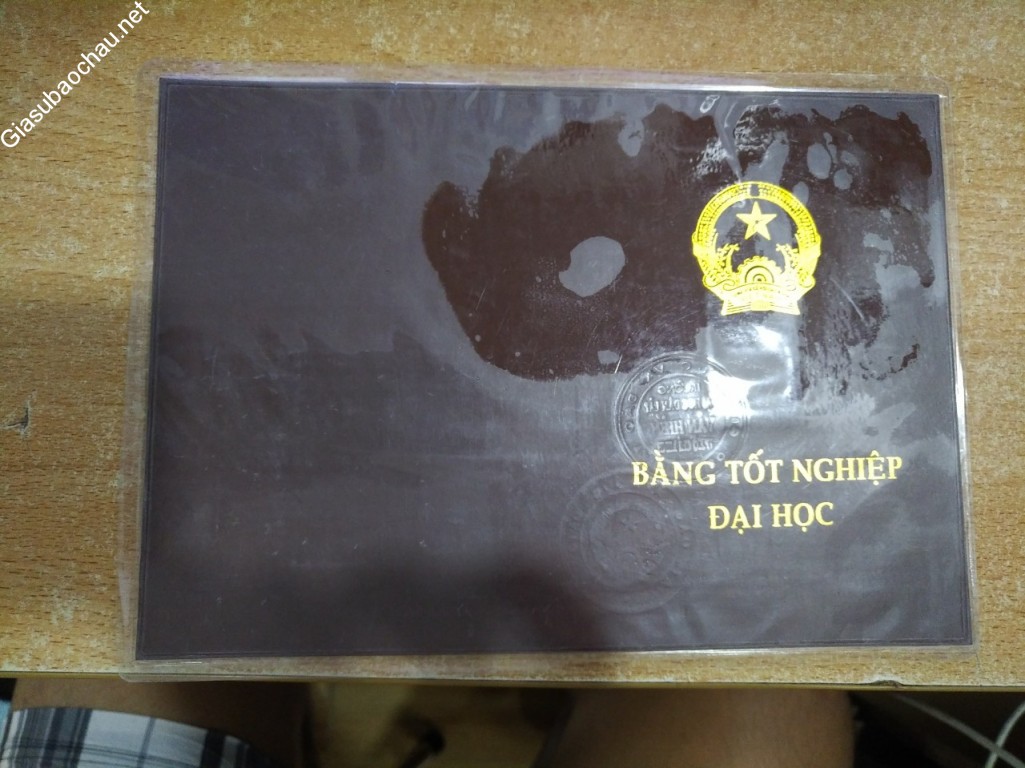 Giasubaochau.net
BẰNG TỐT NGHIỆP
ĐẠI HỌC